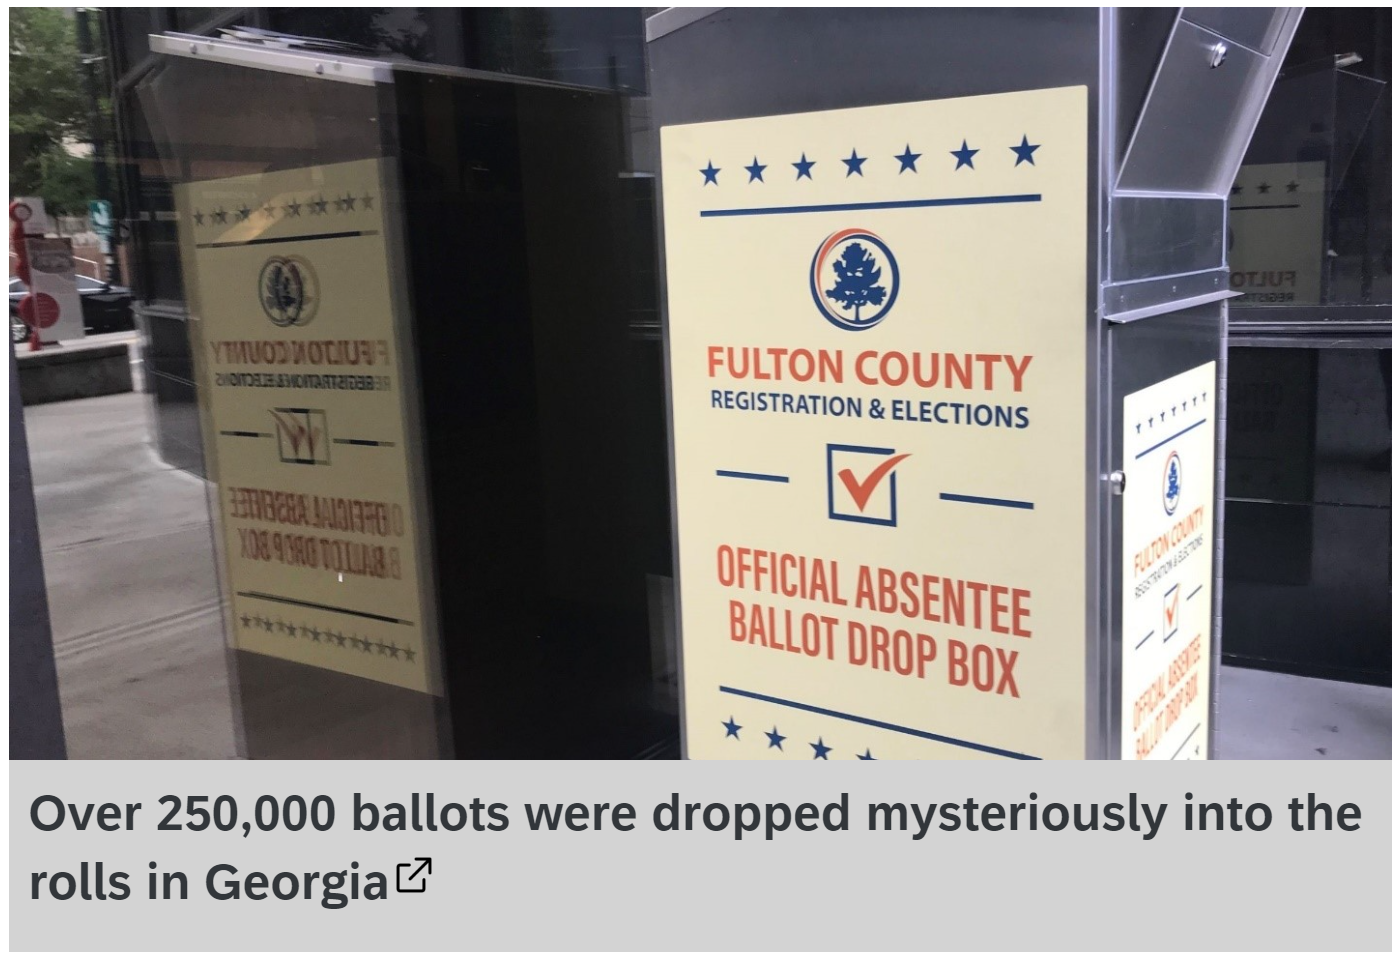 FULTON COUNTY
REGISTRATION & ELECTIONS
OFFICIAL ABSENTEE
BALLOT DROP BOX
FULTON COUNTY
REGISTRATION & ELECTIONS
OFFICIAL ABSENTEE
BALLOT DROP BOX
Over 250,000 ballots were dropped mysteriously into the
rolls in Georgia